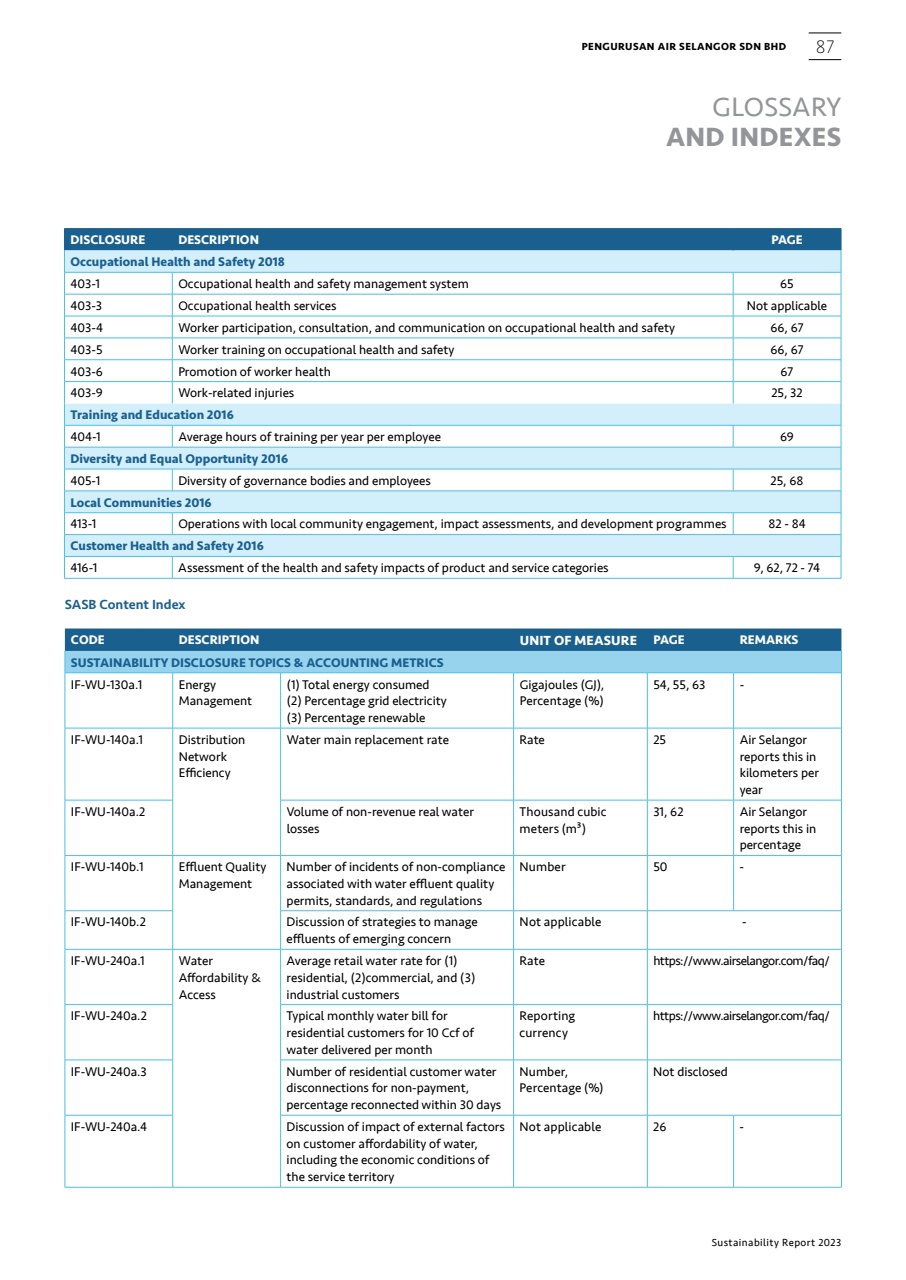 PENGURUSAN AIR SELANGOR SDN BHD 87
GLOSSARY
AND INDEXES
DISCLOSURE DESCRIPTION PAGE
Occupational Health and Safety 2018
403-1 Occupational health and safety management system 65
403-3 Occupational health services Not applicable
403-4 Worker participation, consultation, and communication on occupational health and safety 66, 67
403-5 Worker training on occupational health and safety 66, 67
403-6 Promotion of worker health 67
403-9 Work-related injuries 25, 32
Training and Education 2016
404-1 Average hours of training per year per employee 69
Diversity and Equal Opportunity 2016
405-1 Diversity of governance bodies and employees 25, 68
Local Communities 2016
413-1 Operations with local community engagement, impact assessments, and development programmes 82 - 84
Customer Health and Safety 2016
416-1 Assessment of the health and safety impacts of product and service categories 9, 62, 72 - 74
SASB Content Index
CODE DESCRIPTION UNIT OF MEASURE PAGE REMARKS
SUSTAINABILITY DISCLOSURE TOPICS & ACCOUNTING METRICS
IF-WU-130a.1 Energy (1) Total energy consumed Gigajoules (GJ), 54, 55, 63 -
Management (2) Percentage grid electricity Percentage (%)
(3) Percentage renewable
IF-WU-140a.1 Distribution Water main replacement rate Rate 25 Air Selangor
Network reports this in
Efficiency kilometers per
year
IF-WU-140a.2 Volume of non-revenue real water Thousand cubic 31, 62 Air Selangor
losses meters (m³) reports this in
percentage
IF-WU-140b.1 Effluent Quality Number of incidents of non-compliance Number 50 -
Management associated with water effluent quality
permits, standards, and regulations
IF-WU-140b.2 Discussion of strategies to manage Not applicable -
effluents of emerging concern
IF-WU-240a.1 Water Average retail water rate for (1) Rate https://www.airselangor.com/faq/
Affordability & residential, (2)commercial, and (3)
Access industrial customers
IF-WU-240a.2 Typical monthly water bill for Reporting https://www.airselangor.com/faq/
residential customers for 10 Ccf of currency
water delivered per month
IF-WU-240a.3 Number of residential customer water Number, Not disclosed
disconnections for non-payment, Percentage (%)
percentage reconnected within 30 days
IF-WU-240a.4 Discussion of impact of external factors Not applicable 26 -
on customer affordability of water,
including the economic conditions of
the service territory
Sustainability Report 2023